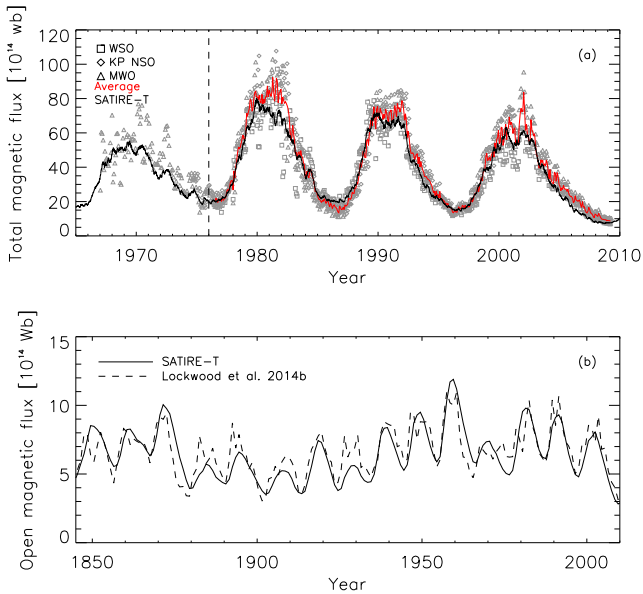 120
100
80
60
40
20
0
Total magnetic flux [10¹⁴ wb]
WSO
KP NSO
MWO
Average
SATIRE-T
(a)
1970 1980 1990 2000 2010
Year
15
10
5
0
Open magnetic flux [10¹⁴ Wb]
SATIRE-T
Lockwood et al. 2014b
(b)
1850 1900 1950 2000
Year